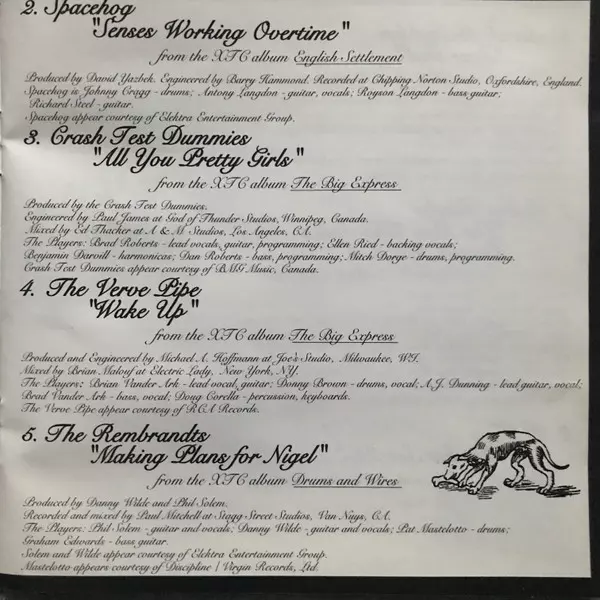 2. Spacehog
"Senses Working Overtime"
from the XTC album English Settlement
Produced by David Yazbek. Engineered by Barry Hammond. Recorded at Chipping Norton Studio, Oxfordshire, England.
Spacehog is Johnny Cragg - drums; Antony Langdon - guitar, vocals; Royson Langdon - bass guitar;
Richard Steel - guitar.
Spacehog appear courtesy of Elektra Entertainment Group.
3. Crash Test Dummies
"All You Pretty Girls"
from the XTC album The Big Express
Produced by the Crash Test Dummies.
Engineered by Paul James at God of Thunder Studios, Winnipeg, Canada.
Mixed by Ed Thacker at A & M Studios, Los Angeles, CA.
The Players: Brad Roberts - lead vocals, guitar, programming; Ellen Ried - backing vocals;
Benjamin Darvill - harmonicas; Dan Roberts - bass, programming; Mitch Dorge - drums, programming.
Crash Test Dummies appear courtesy of BMG Music, Canada.
4. The Verve Pipe
"Wake Up"
from the XTC album The Big Express
Produced and Engineered by Michael A. Hoffmann at Joe's Studio, Milwaukee, WI.
Mixed by Brian Malouf at Electric Lady, New York, NY.
The Players: Brian Vander Ark - lead vocal, guitar; Donny Brown - drums, vocal; A.J. Dunning - lead guitar, vocal;
Brad Vander Ark - bass, vocal; Doug Corella - percussion, keyboards.
The Verve Pipe appear courtesy of RCA Records.
5. The Rembrandts
"Making Plans for Nigel"
from the XTC album Drums and Wires
Produced by Danny Wilde and Phil Solem.
Recorded and mixed by Paul Mitchell at Stagg Street Studios, Van Nuys, CA.
The Players: Phil Solem - guitar and vocals; Danny Wilde - guitar and vocals; Pat Mastelotto - drums;
Graham Edwards - bass guitar.
Solem and Wilde appear courtesy of Elektra Entertainment Group.
Mastelotto appears courtesy of Discipline / Virgin Records, Ltd.